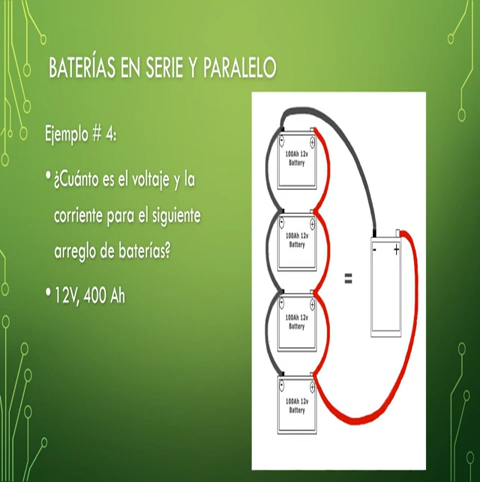 BATERÍAS EN SERIE Y PARALELO
Ejemplo # 4:
• ¿Cuánto es el voltaje y la
corriente para el siguiente
arreglo de baterías?
• 12V, 400 Ah
- +
100Ah 12v
Battery
- +
100Ah 12v
Battery
- +
100Ah 12v
Battery
- +
100Ah 12v
Battery
=
- +